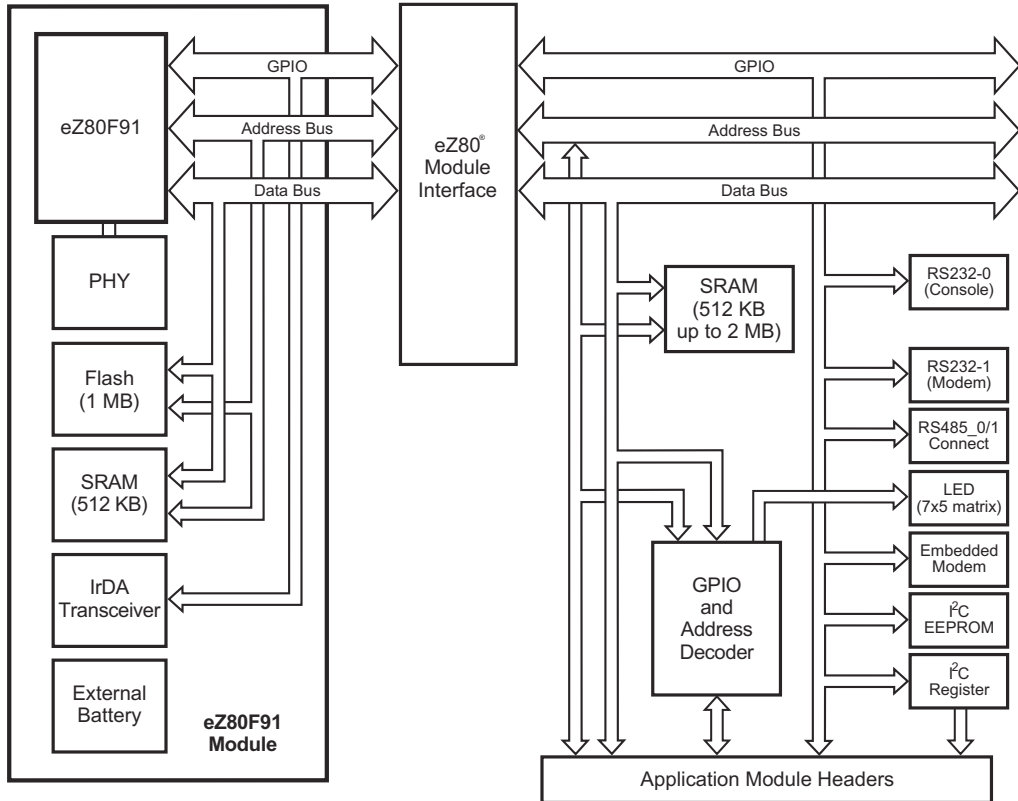 eZ80F91
PHY
Flash
(1 MB)
SRAM
(512 KB)
IrDA
Transceiver
External
Battery
eZ80F91
Module
GPIO
Address Bus
Data Bus
eZ80®
Module
Interface
GPIO
Address Bus
Data Bus
SRAM
(512 KB
up to 2 MB)
GPIO
and
Address
Decoder
RS232-0
(Console)
RS232-1
(Modem)
RS485_0/1
Connect
LED
(7x5 matrix)
Embedded
Modem
I²C
EEPROM
I²C
Register
Application Module Headers